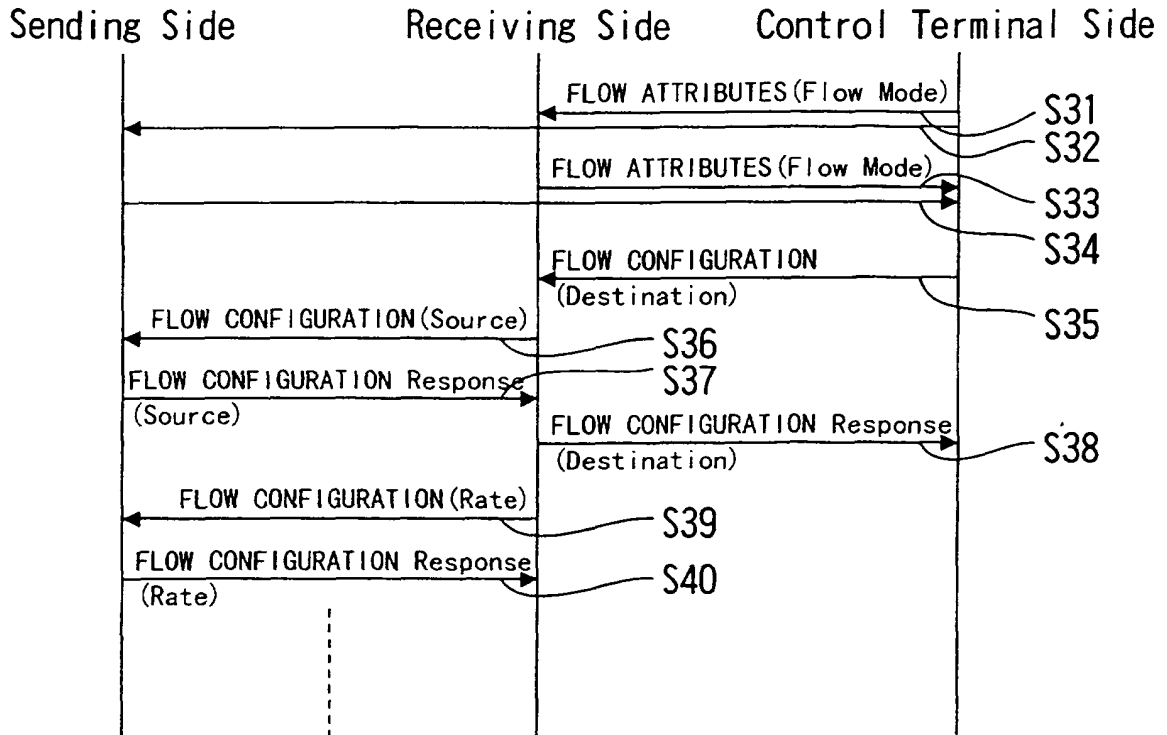 Sending Side
Receiving Side
Control Terminal Side
FLOW ATTRIBUTES(Flow Mode)
S31
S32
FLOW ATTRIBUTES(Flow Mode)
S33
S34
FLOW CONFIGURATION
(Destination)
S35
FLOW CONFIGURATION(Source)
S36
FLOW CONFIGURATION Response
(Source)
S37
FLOW CONFIGURATION Response
(Destination)
S38
FLOW CONFIGURATION(Rate)
S39
FLOW CONFIGURATION Response
(Rate)
S40